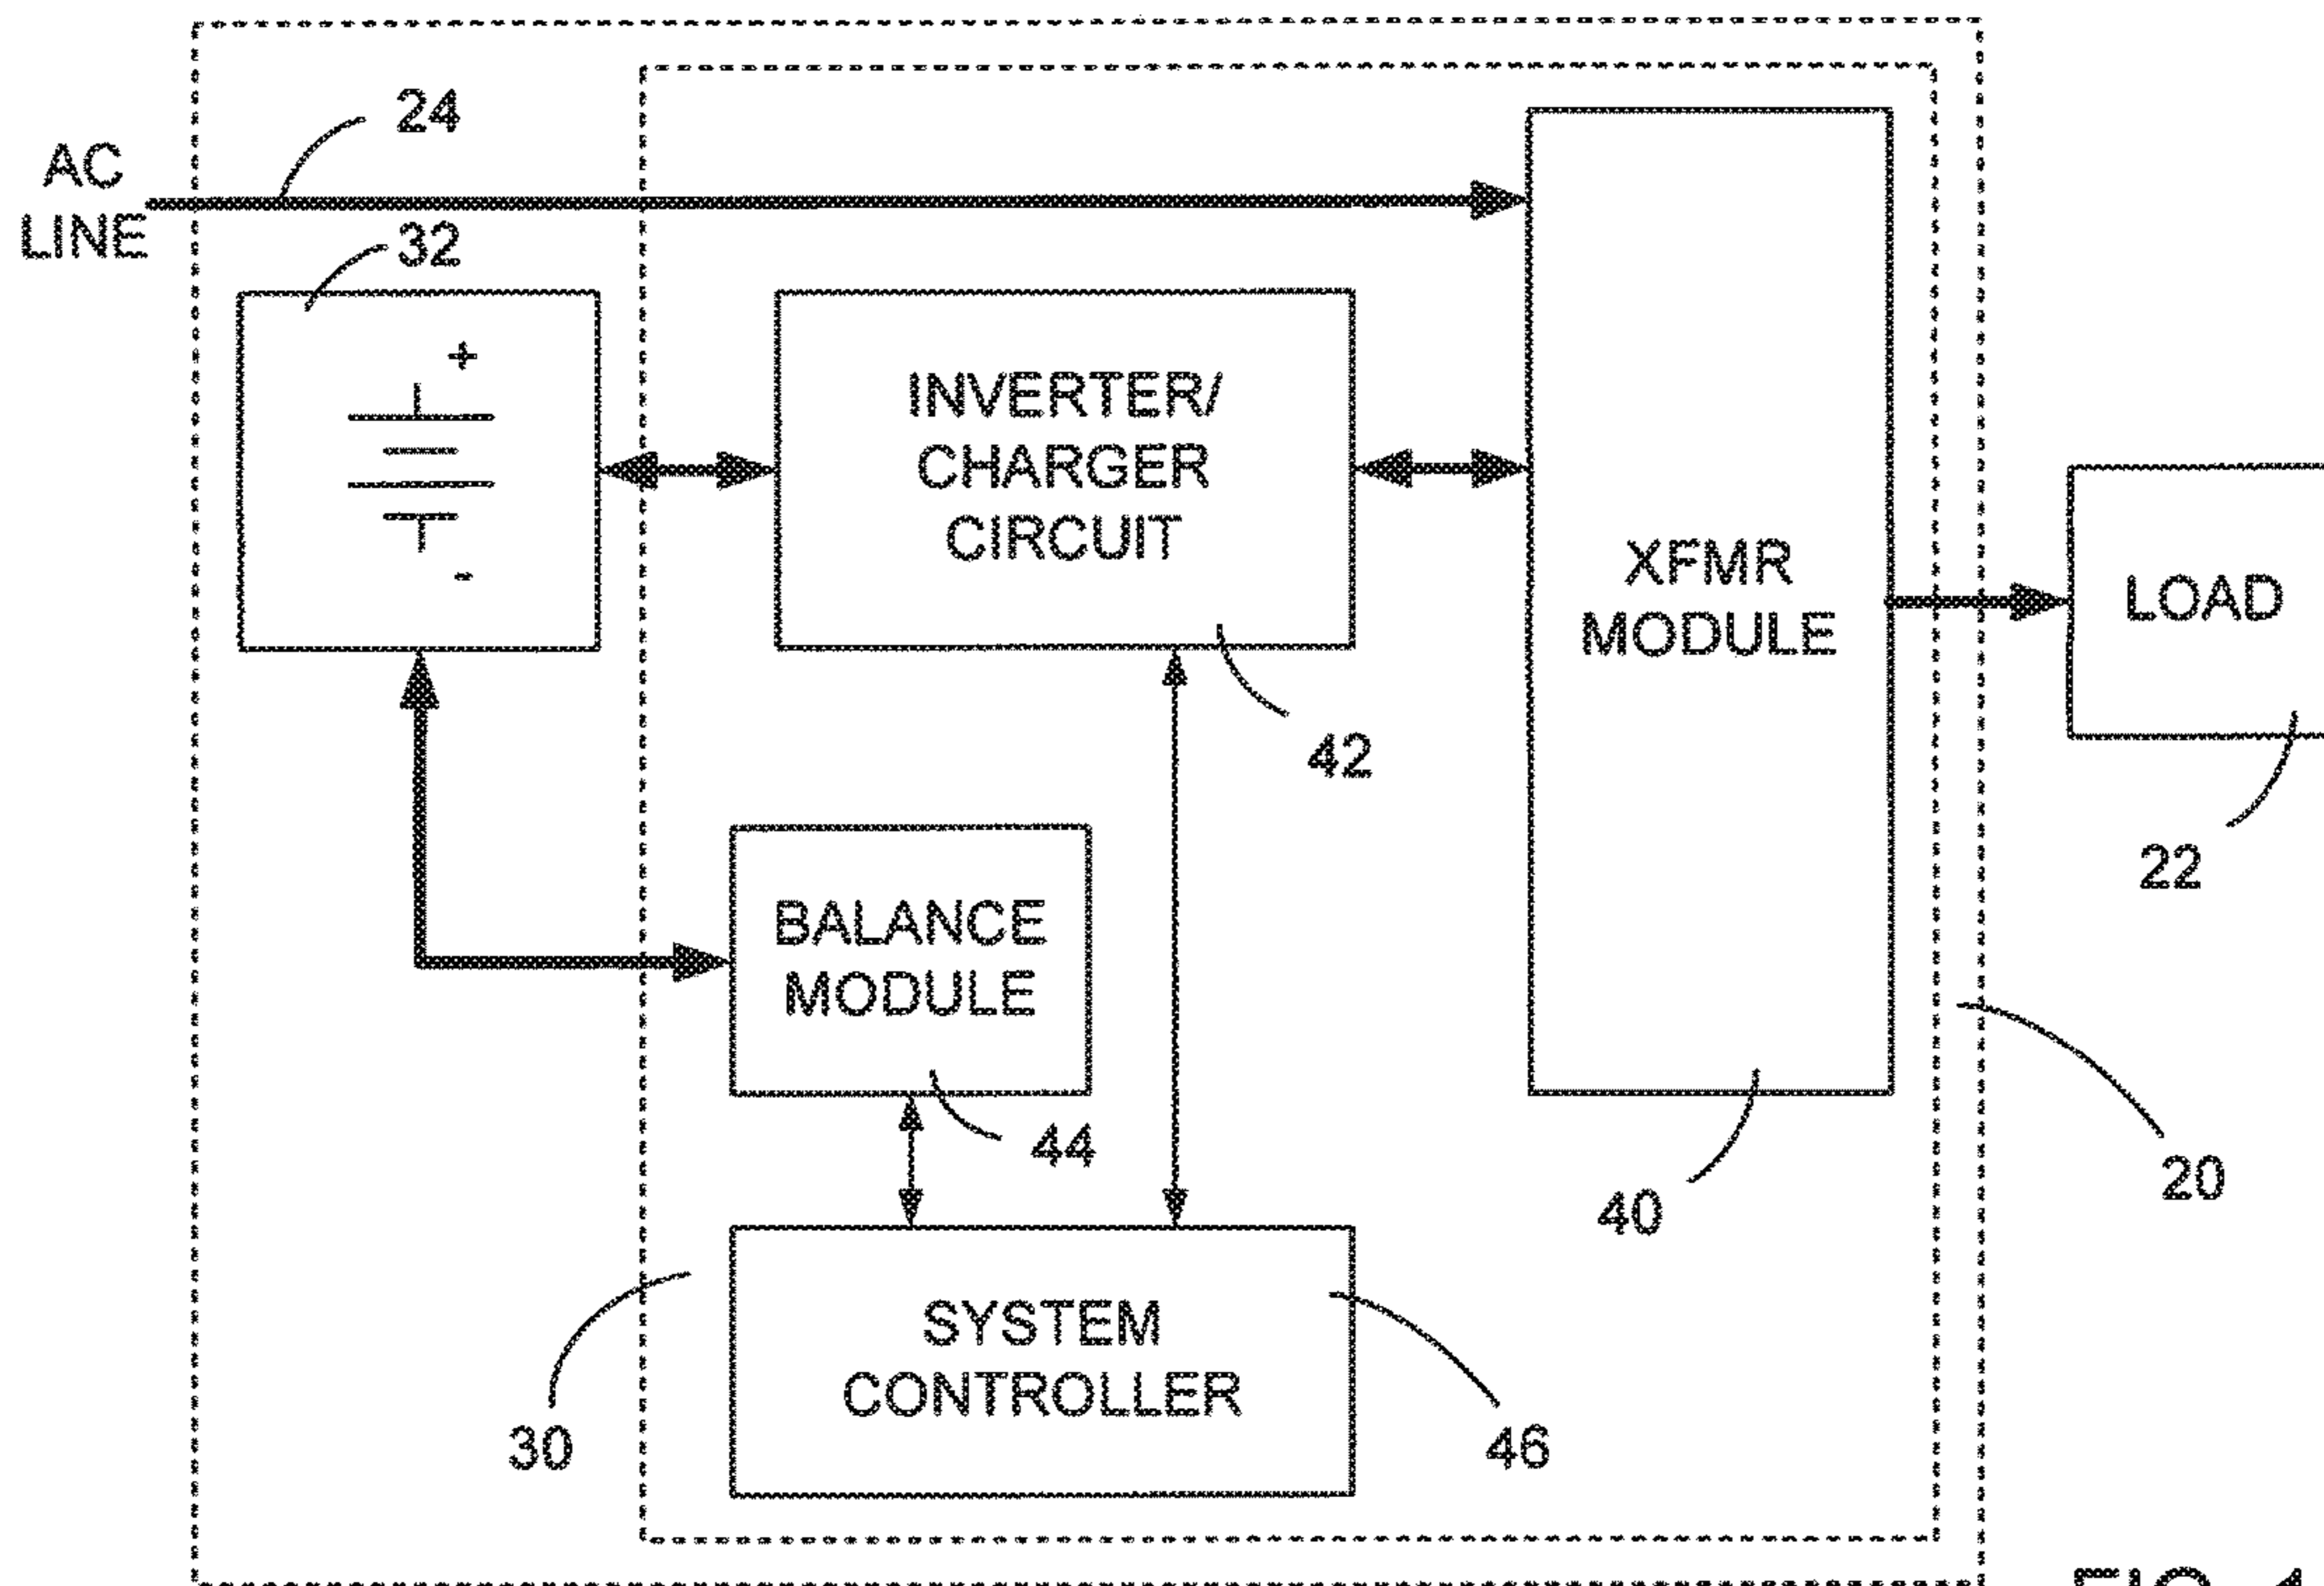 24
AC
LINE
32
+
-
INVERTER/
CHARGER
CIRCUIT
42
XFMR
MODULE
LOAD
22
BALANCE
MODULE
44
40
20
SYSTEM
CONTROLLER
30
46